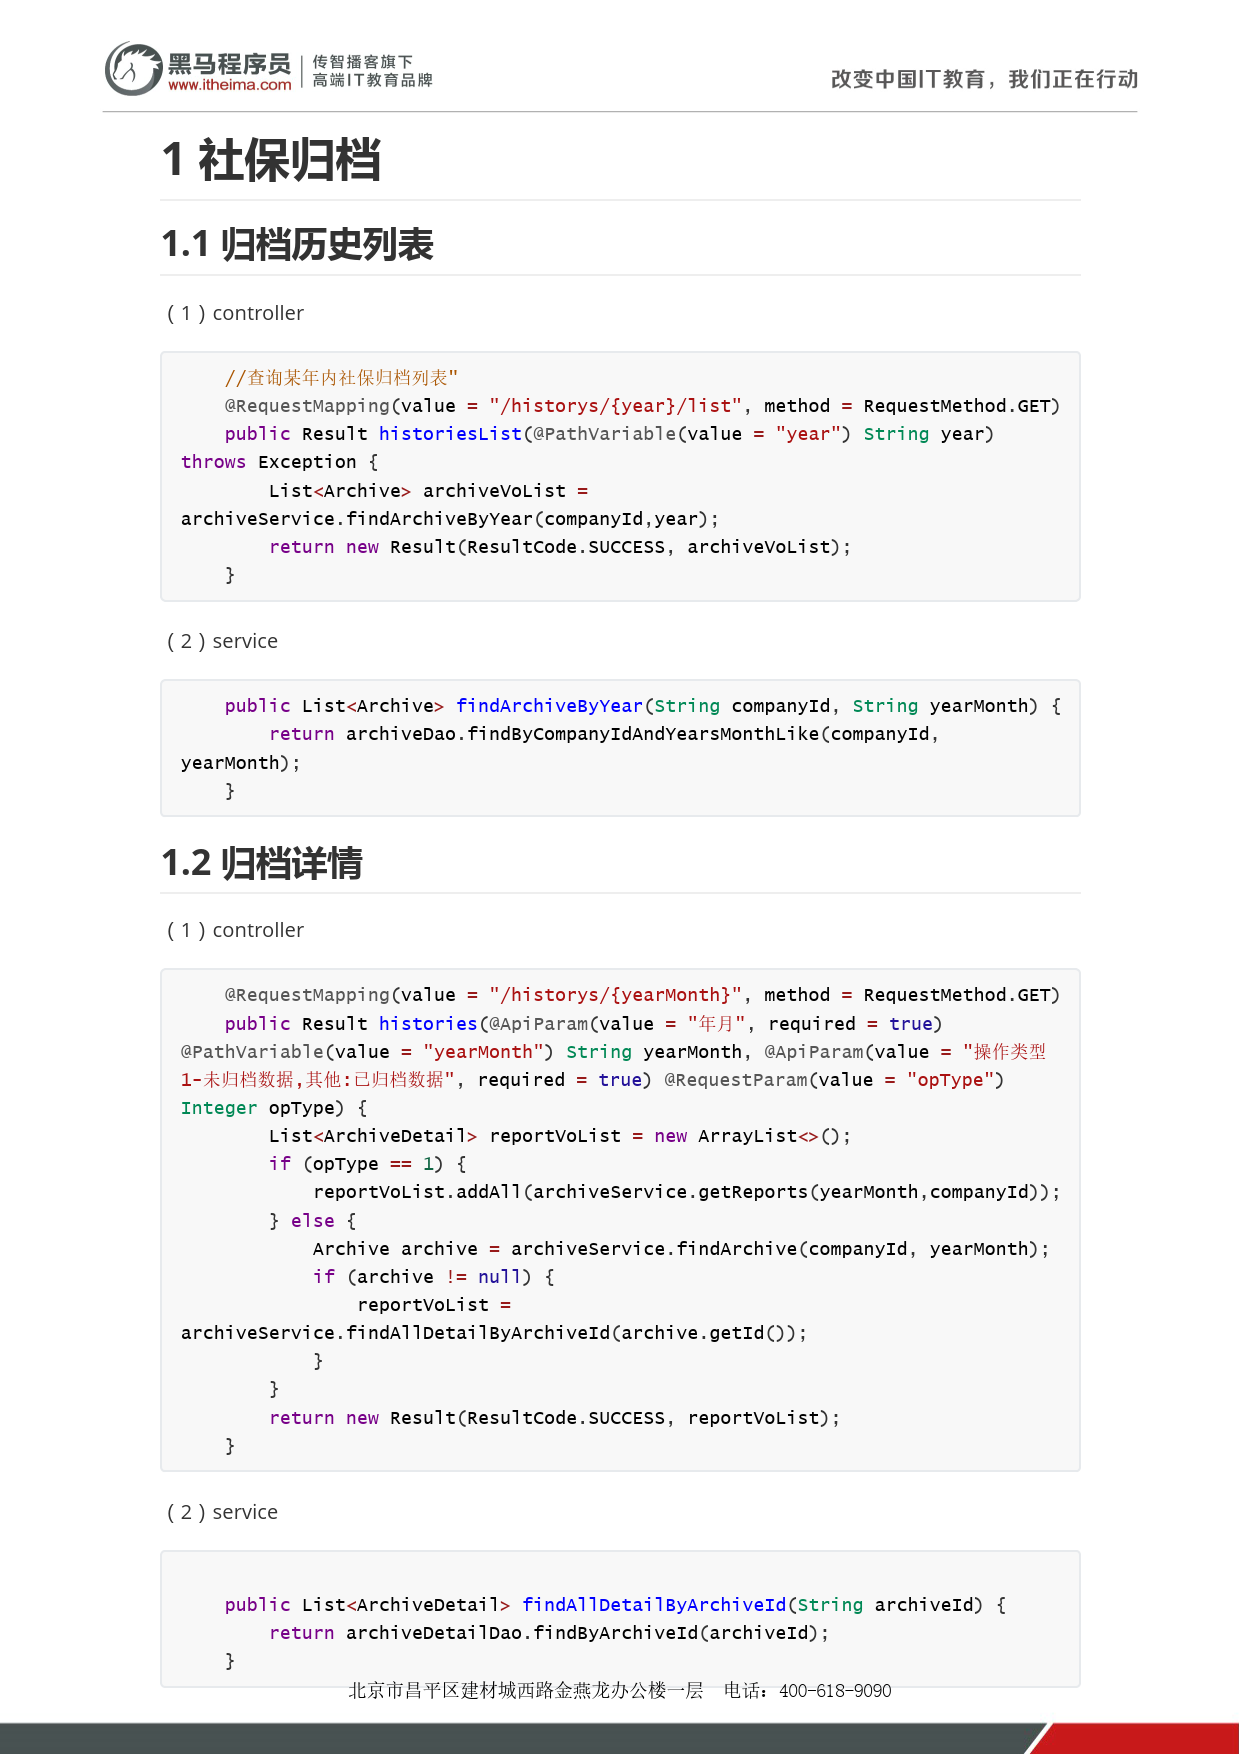 黑马程序员
www.itheima.com
传智播客旗下
高端IT教育品牌
改变中国IT教育，我们正在行动
1 社保归档
1.1 归档历史列表
（1）controller
//查询某年内社保归档列表"
@RequestMapping(value = "/historys/{year}/list", method = RequestMethod.GET)
public Result historiesList(@PathVariable(value = "year") String year)
throws Exception {
List<Archive> archiveVoList =
archiveService.findArchiveByYear(companyId,year);
return new Result(ResultCode.SUCCESS, archiveVoList);
}
（2）service
public List<Archive> findArchiveByYear(String companyId, String yearMonth) {
return archiveDao.findByCompanyIdAndYearsMonthLike(companyId,
yearMonth);
}
1.2 归档详情
（1）controller
@RequestMapping(value = "/historys/{yearMonth}", method = RequestMethod.GET)
public Result histories(@ApiParam(value = "年月", required = true)
@PathVariable(value = "yearMonth") String yearMonth, @ApiParam(value = "操作类型
1-未归档数据,其他:已归档数据", required = true) @RequestParam(value = "opType")
Integer opType) {
List<ArchiveDetail> reportVoList = new ArrayList<>();
if (opType == 1) {
reportVoList.addAll(archiveService.getReports(yearMonth,companyId));
} else {
Archive archive = archiveService.findArchive(companyId, yearMonth);
if (archive != null) {
reportVoList =
archiveService.findAllDetailByArchiveId(archive.getId());
}
}
return new Result(ResultCode.SUCCESS, reportVoList);
}
（2）service
public List<ArchiveDetail> findAllDetailByArchiveId(String archiveId) {
return archiveDetailDao.findByArchiveId(archiveId);
}
北京市昌平区建材城西路金燕龙办公楼一层 电话：400-618-9090